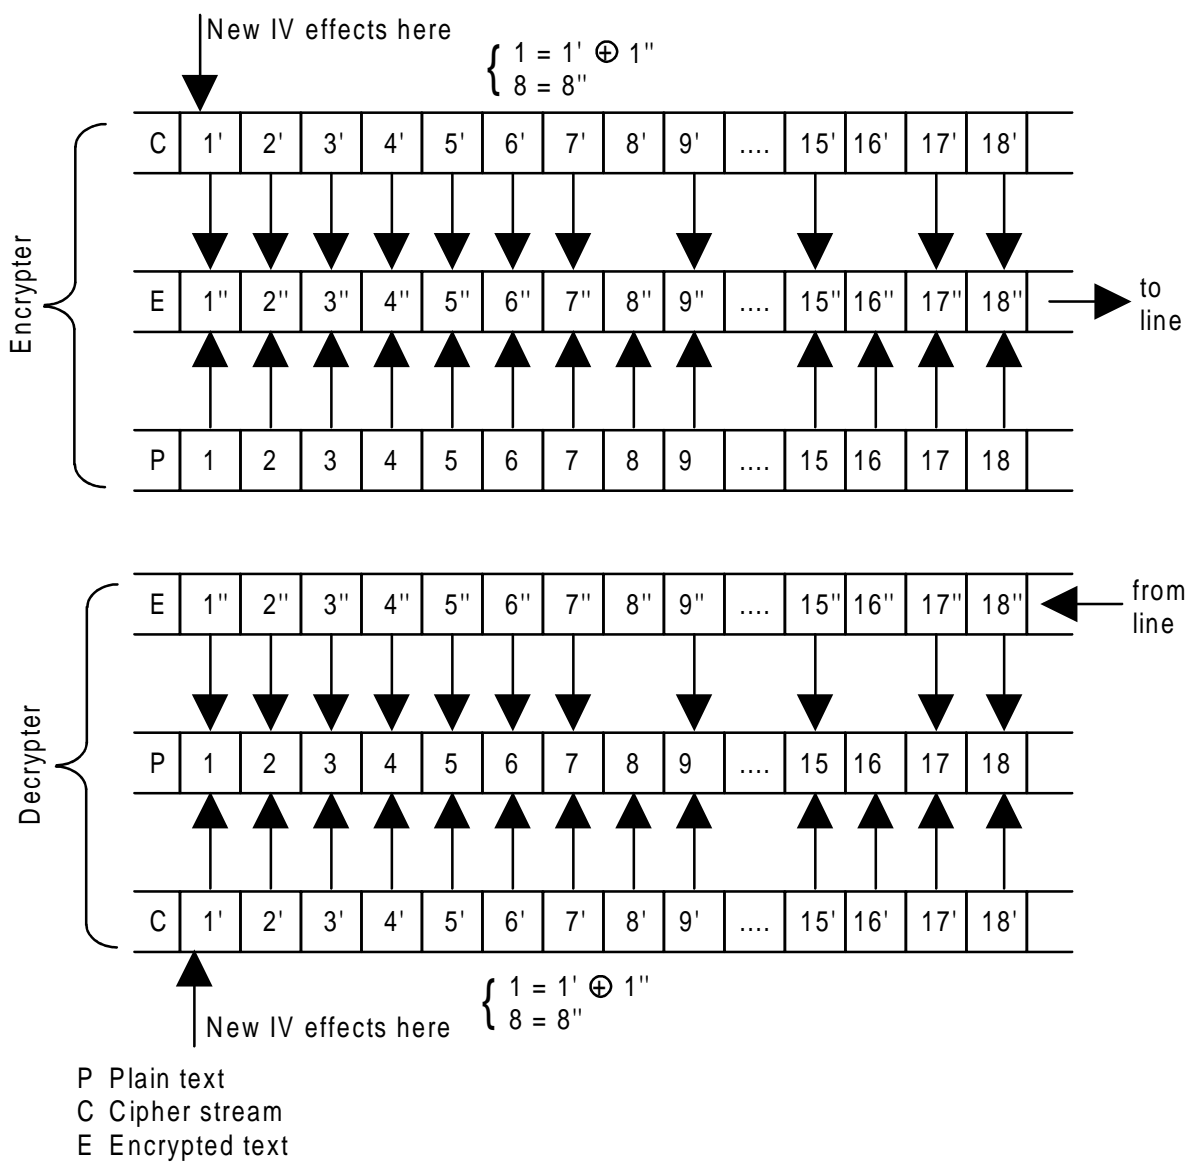 New IV effects here
{ 1 = 1' ⊕ 1"
8 = 8"
C 1' 2' 3' 4' 5' 6' 7' 8' 9' .... 15' 16' 17' 18'
Encrypter
E 1" 2" 3" 4" 5" 6" 7" 8" 9" .... 15" 16" 17" 18"
to
line
P 1 2 3 4 5 6 7 8 9 .... 15 16 17 18
E 1" 2" 3" 4" 5" 6" 7" 8" 9" .... 15" 16" 17" 18"
from
line
Decrypter
P 1 2 3 4 5 6 7 8 9 .... 15 16 17 18
C 1' 2' 3' 4' 5' 6' 7' 8' 9' .... 15' 16' 17' 18'
{ 1 = 1' ⊕ 1"
8 = 8"
New IV effects here
P Plain text
C Cipher stream
E Encrypted text